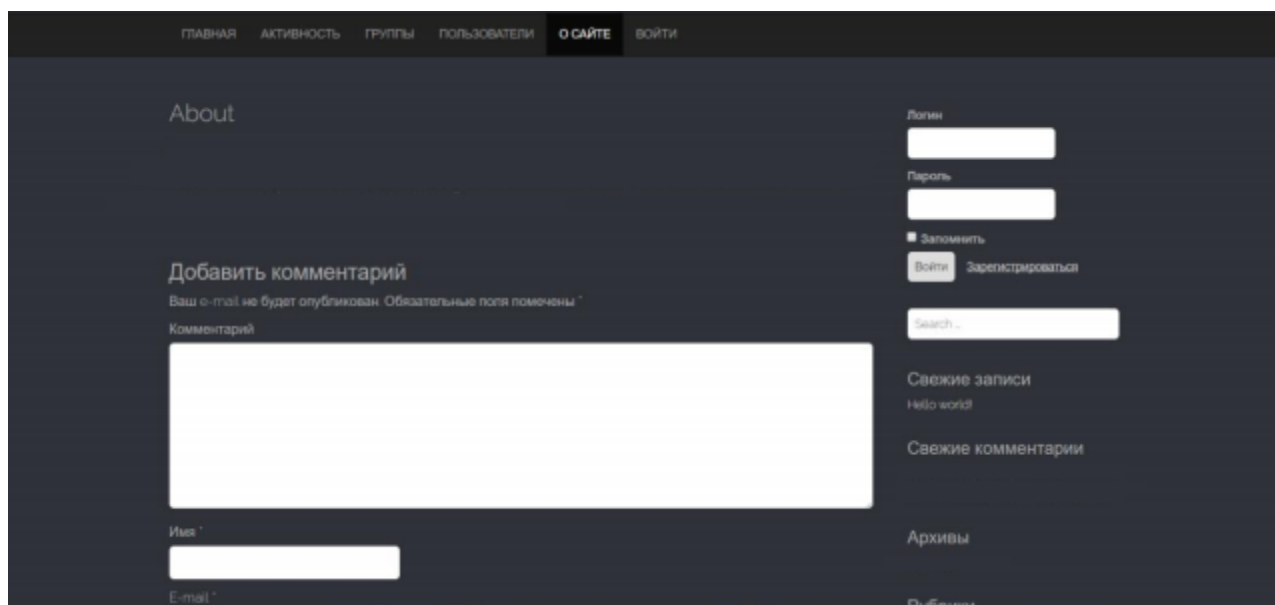 ГЛАВНАЯ АКТИВНОСТЬ ГРУППЫ ПОЛЬЗОВАТЕЛИ О САЙТЕ ВОЙТИ
About
Добавить комментарий
Ваш e-mail не будет опубликован. Обязательные поля помечены *
Комментарий
Имя *
E-mail *
Логин
Пароль
Запомнить
Войти Зарегистрироваться
Search ...
Свежие записи
Hello world!
Свежие комментарии
Архивы
Рубрики